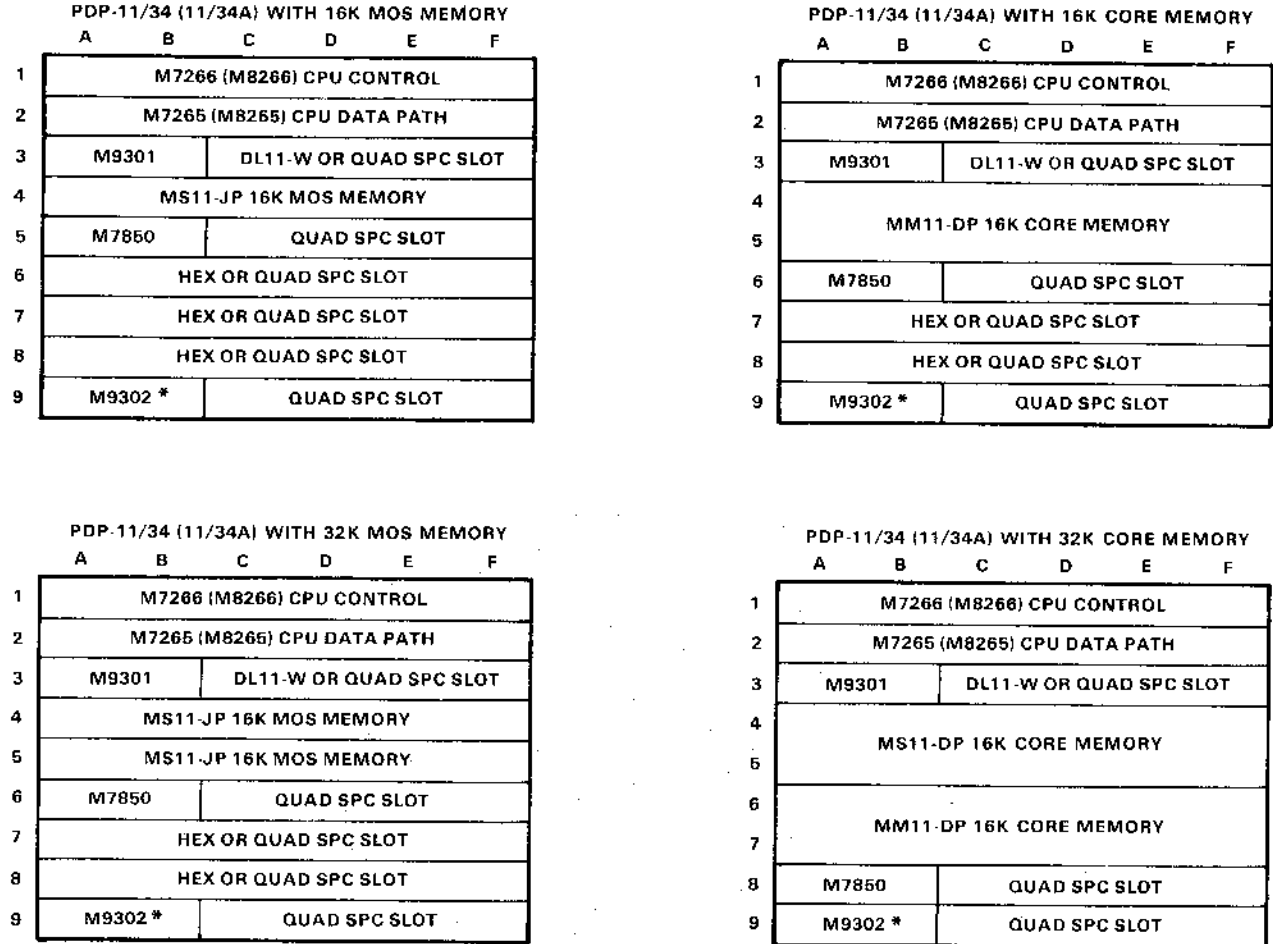 PDP-11/34 (11/34A) WITH 16K MOS MEMORY
A B C D E F
1 M7266 (M8266) CPU CONTROL
2 M7265 (M8265) CPU DATA PATH
3 M9301 DL11-W OR QUAD SPC SLOT
4 MS11-JP 16K MOS MEMORY
5 M7850 QUAD SPC SLOT
6 HEX OR QUAD SPC SLOT
7 HEX OR QUAD SPC SLOT
8 HEX OR QUAD SPC SLOT
9 M9302 * QUAD SPC SLOT
PDP-11/34 (11/34A) WITH 16K CORE MEMORY
A B C D E F
1 M7266 (M8266) CPU CONTROL
2 M7265 (M8265) CPU DATA PATH
3 M9301 DL11-W OR QUAD SPC SLOT
4
MM11-DP 16K CORE MEMORY
5
6 M7850 QUAD SPC SLOT
7 HEX OR QUAD SPC SLOT
8 HEX OR QUAD SPC SLOT
9 M9302 * QUAD SPC SLOT
PDP-11/34 (11/34A) WITH 32K MOS MEMORY
A B C D E F
1 M7266 (M8266) CPU CONTROL
2 M7265 (M8265) CPU DATA PATH
3 M9301 DL11-W OR QUAD SPC SLOT
4 MS11-JP 16K MOS MEMORY
5 MS11-JP 16K MOS MEMORY
6 M7850 QUAD SPC SLOT
7 HEX OR QUAD SPC SLOT
8 HEX OR QUAD SPC SLOT
9 M9302 * QUAD SPC SLOT
PDP-11/34 (11/34A) WITH 32K CORE MEMORY
A B C D E F
1 M7266 (M8266) CPU CONTROL
2 M7265 (M8265) CPU DATA PATH
3 M9301 DL11-W OR QUAD SPC SLOT
4
MS11-DP 16K CORE MEMORY
5
6
MM11-DP 16K CORE MEMORY
7
8 M7850 QUAD SPC SLOT
9 M9302 * QUAD SPC SLOT